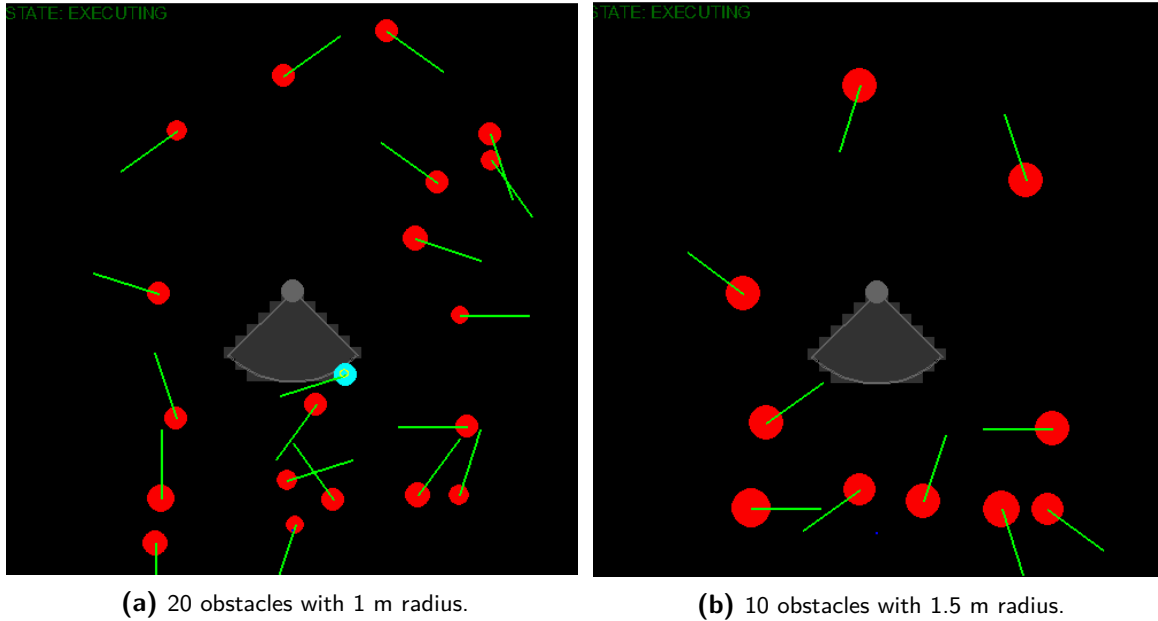 STATE: EXECUTING
STATE: EXECUTING
(a) 20 obstacles with 1 m radius.
(b) 10 obstacles with 1.5 m radius.